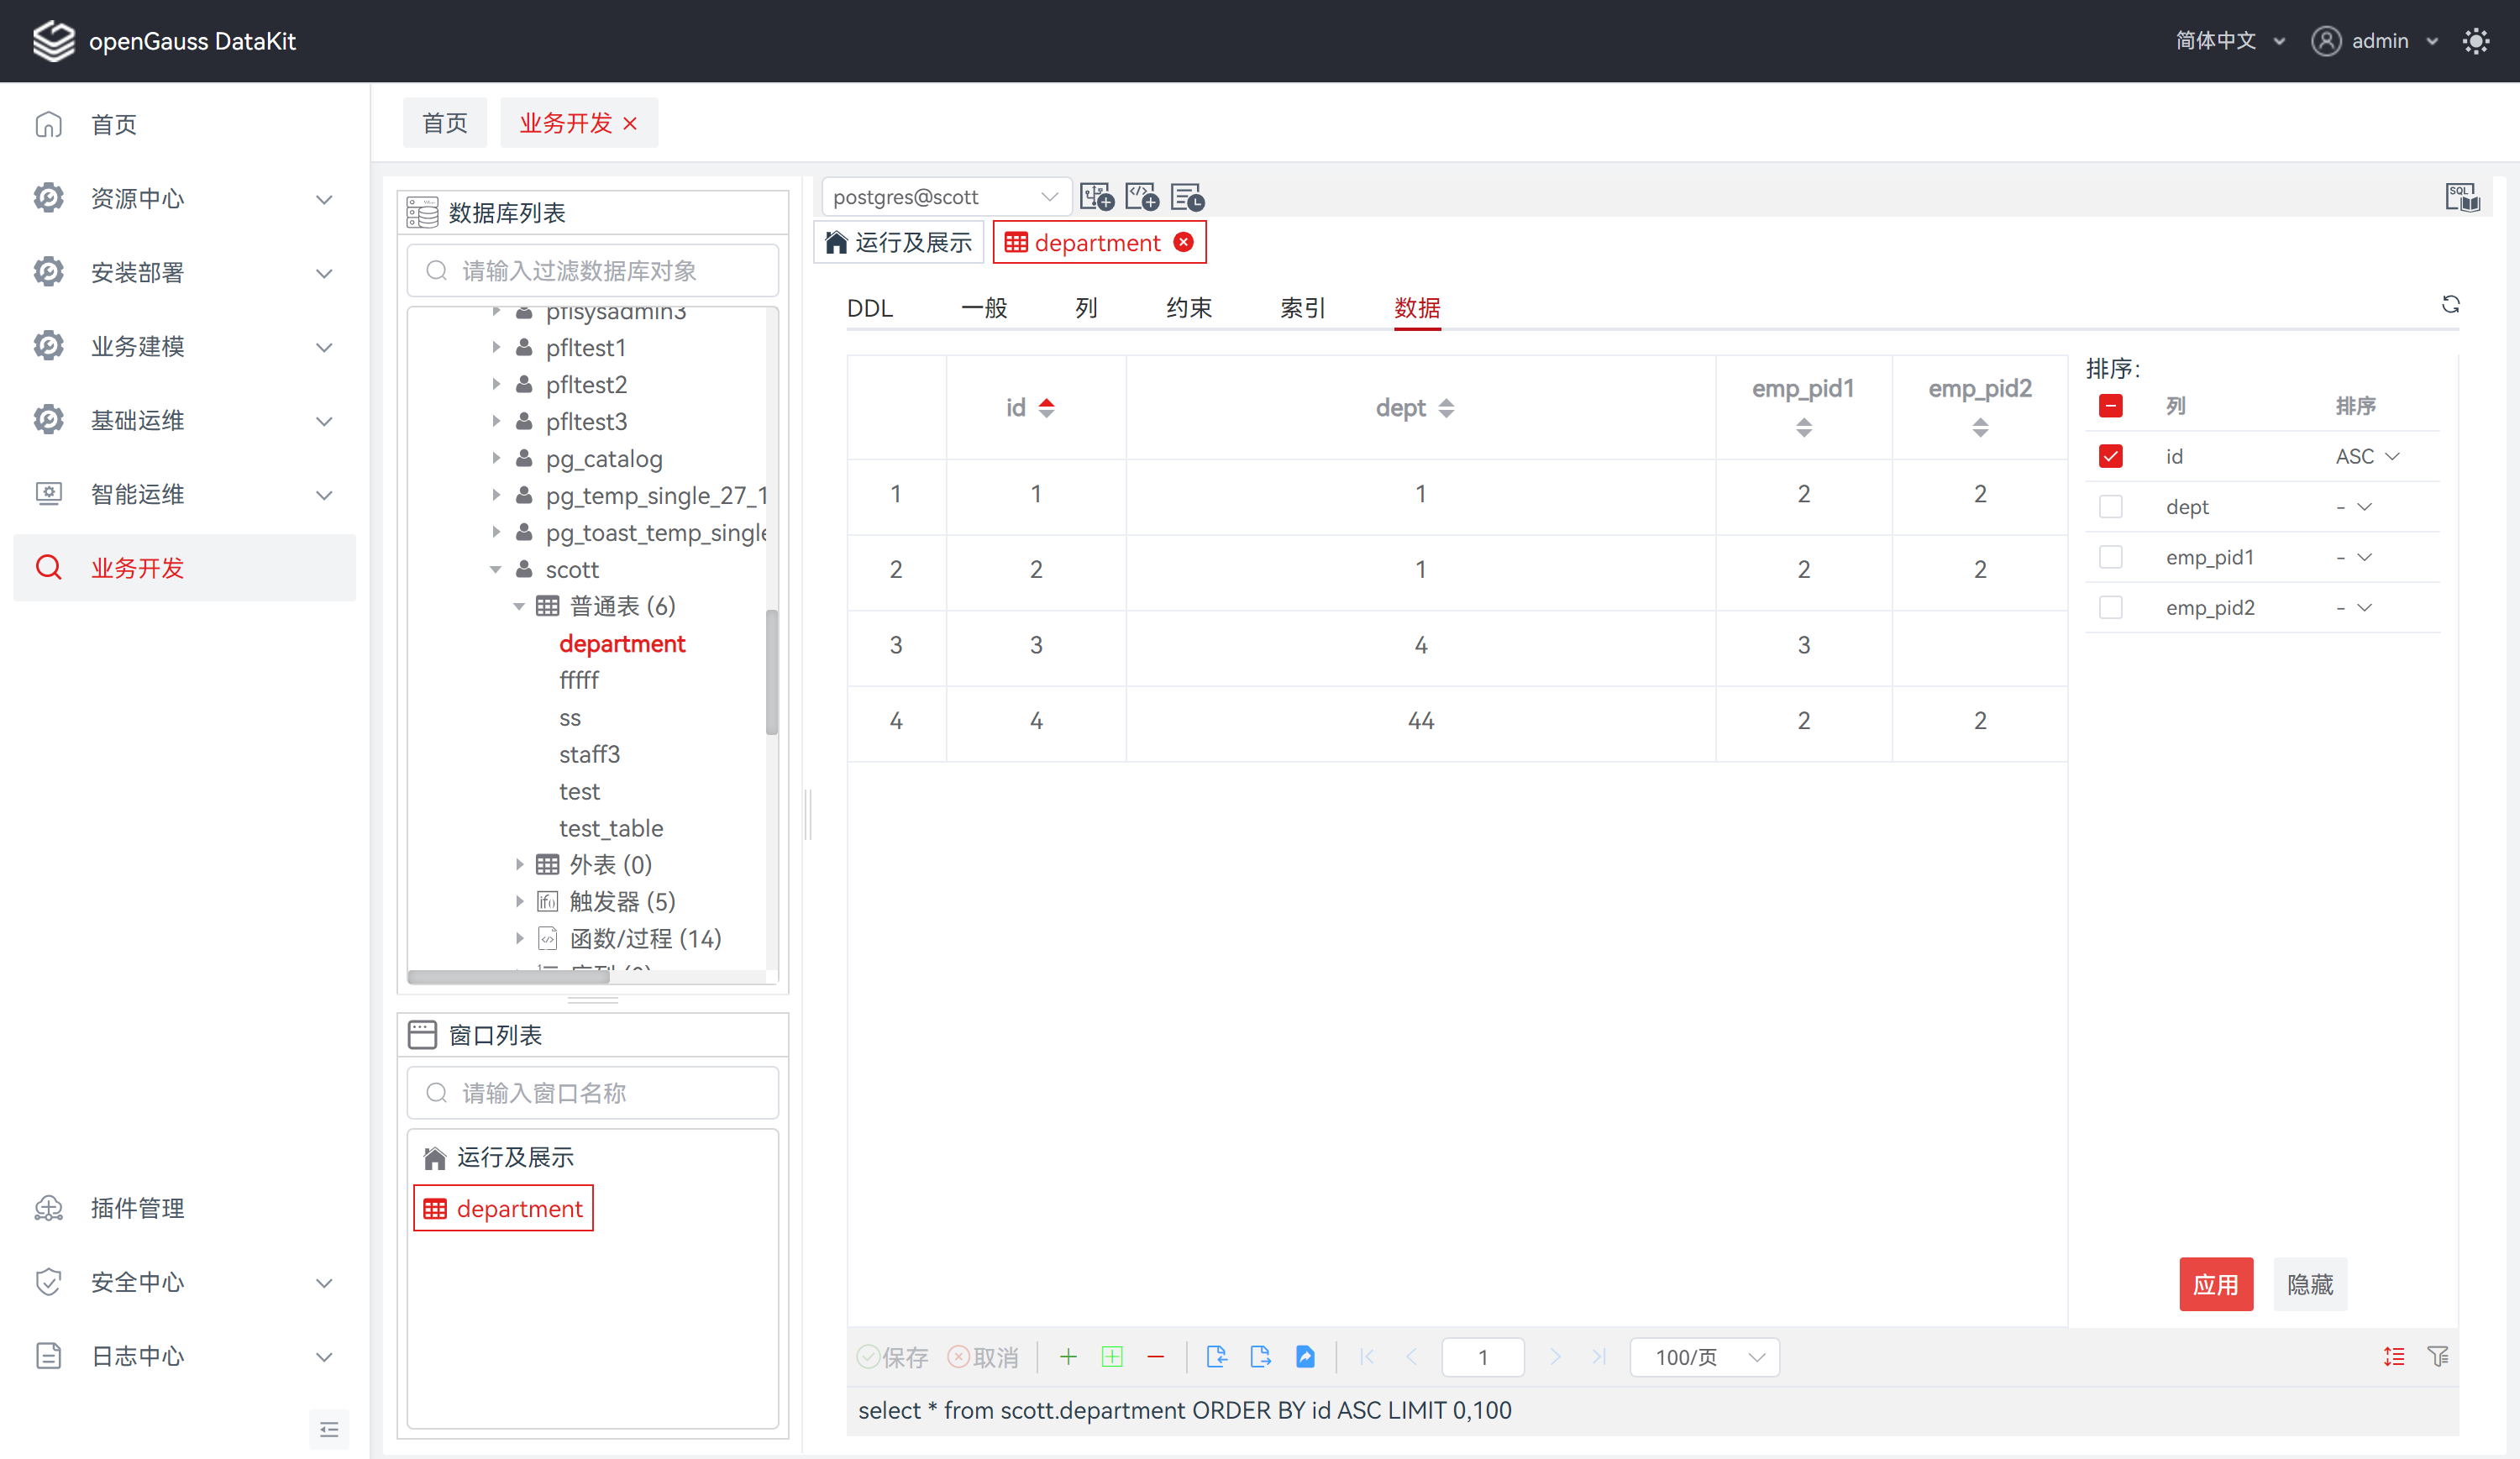 openGauss DataKit
简体中文
admin
首页
资源中心
安装部署
业务建模
基础运维
智能运维
业务开发
插件管理
安全中心
日志中心
首页
业务开发
数据库列表
请输入过滤数据库对象
pflsysadmin3
pfltest1
pfltest2
pfltest3
pg_catalog
pg_temp_single_27_1
pg_toast_temp_single
scott
普通表 (6)
department
fffff
ss
staff3
test
test_table
外表 (0)
触发器 (5)
函数/过程 (14)
窗口列表
请输入窗口名称
运行及展示
department
postgres@scott
SQL
运行及展示
department
DDL 一般 列 约束 索引 数据
id dept emp_pid1 emp_pid2
1 1 1 2 2
2 2 1 2 2
3 3 4 3
4 4 44 2 2
排序:
列 排序
id ASC
dept -
emp_pid1 -
emp_pid2 -
应用 隐藏
保存 取消 1 100/页
select * from scott.department ORDER BY id ASC LIMIT 0,100